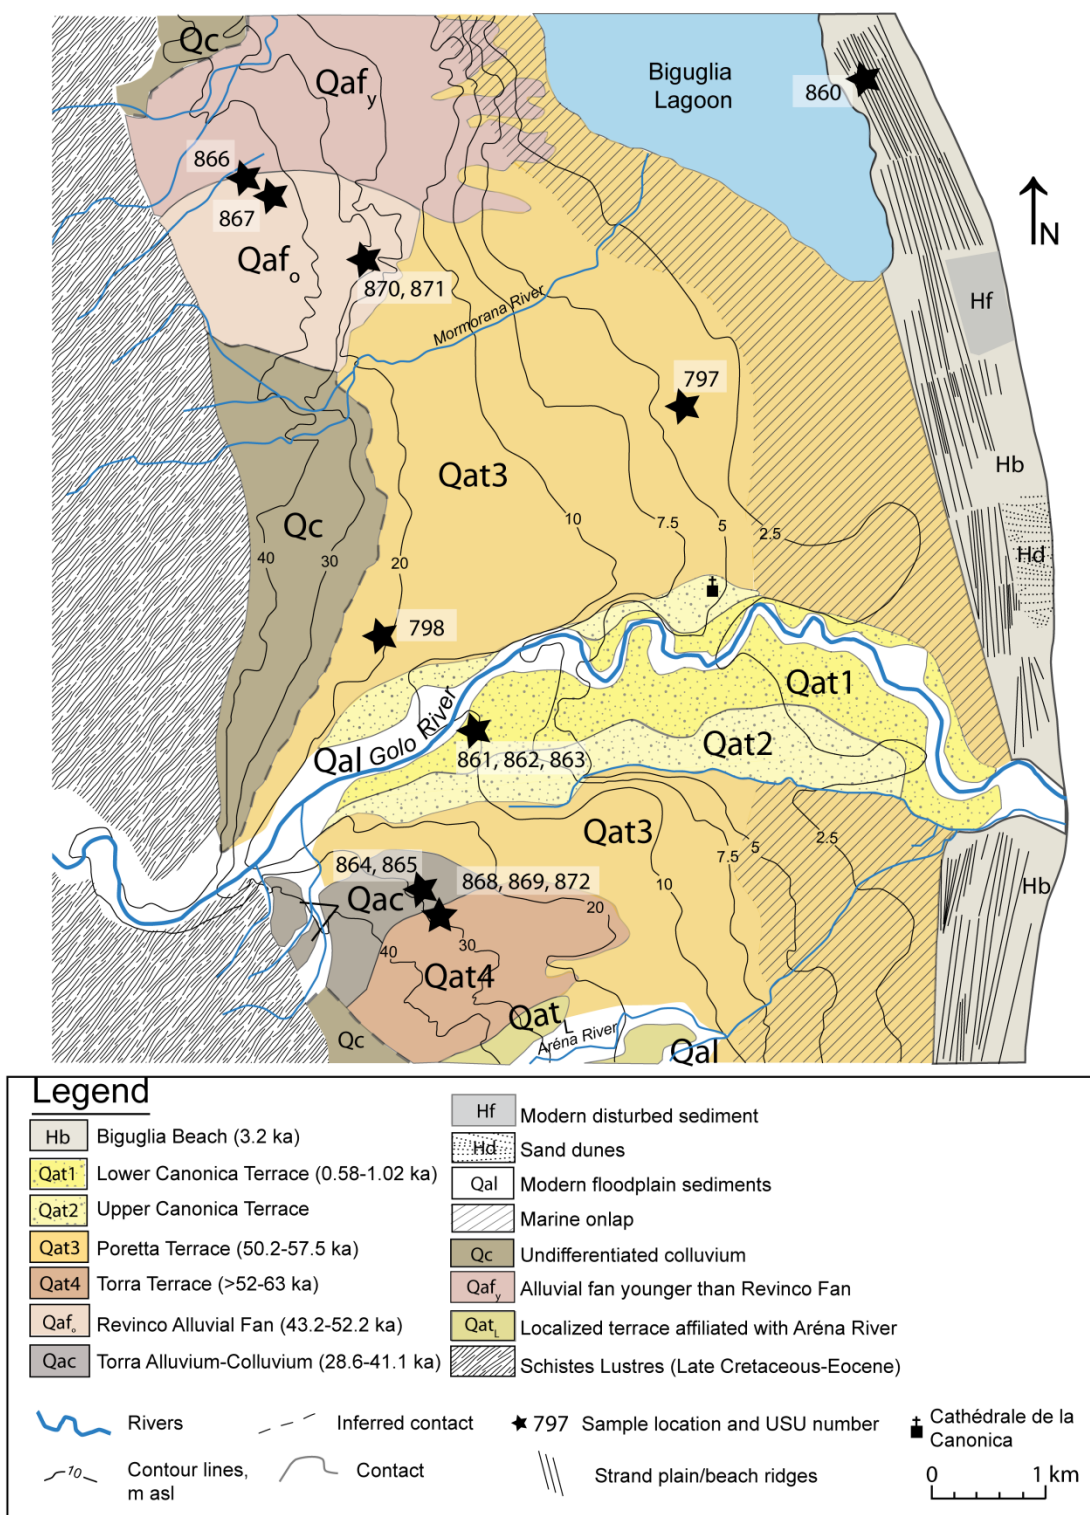 Qc
Qafy
Biguglia
Lagoon
860
866
867
N
Qafo
870, 871
Hf
Mormorana River
797
Hb
Qat3
Qc
10
7.5
5
2.5
40
30
20
Hd
798
Qat1
Qal
Golo River
Qat2
861, 862, 863
Qat3
2.5
5
7.5
10
864, 865
868, 869, 872
Hb
Qac
20
40
30
Qat4
QatL
Aréna River
Qc
Qal
Legend
Hb Biguglia Beach (3.2 ka)
Qat1 Lower Canonica Terrace (0.58-1.02 ka)
Qat2 Upper Canonica Terrace
Qat3 Poretta Terrace (50.2-57.5 ka)
Qat4 Torra Terrace (>52-63 ka)
Qafo Revinco Alluvial Fan (43.2-52.2 ka)
Qac Torra Alluvium-Colluvium (28.6-41.1 ka)
Hf Modern disturbed sediment
Hd Sand dunes
Qal Modern floodplain sediments
Marine onlap
Qc Undifferentiated colluvium
Qafy Alluvial fan younger than Revinco Fan
QatL Localized terrace affiliated with Aréna River
Schistes Lustres (Late Cretaceous-Eocene)
Rivers
Inferred contact
797 Sample location and USU number
Cathédrale de la
Canonica
10 Contour lines,
m asl
Contact
Strand plain/beach ridges
0 1 km